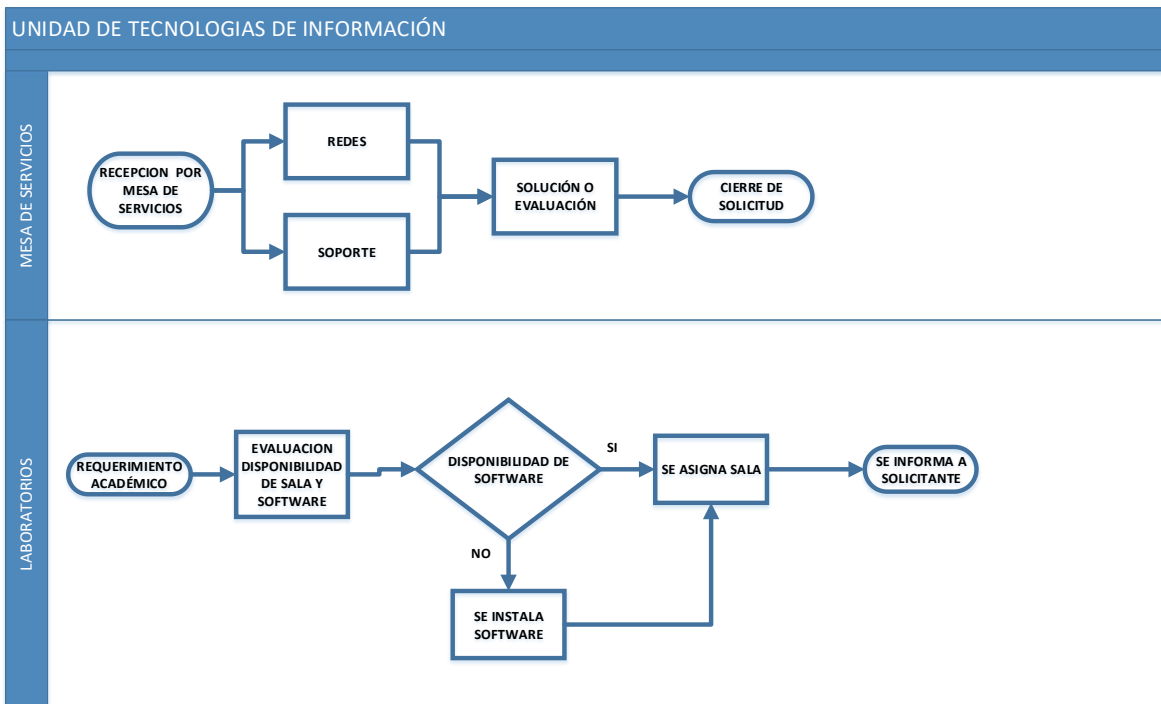 UNIDAD DE TECNOLOGIAS DE INFORMACIÓN
MESA DE SERVICIOS
RECEPCION POR
MESA DE
SERVICIOS
REDES
SOPORTE
SOLUCIÓN O
EVALUACIÓN
CIERRE DE
SOLICITUD
LABORATORIOS
REQUERIMIENTO
ACADÉMICO
EVALUACION
DISPONIBILIDAD
DE SALA Y
SOFTWARE
DISPONIBILIDAD DE
SOFTWARE
SI
NO
SE INSTALA
SOFTWARE
SE ASIGNA SALA
SE INFORMA A
SOLICITANTE